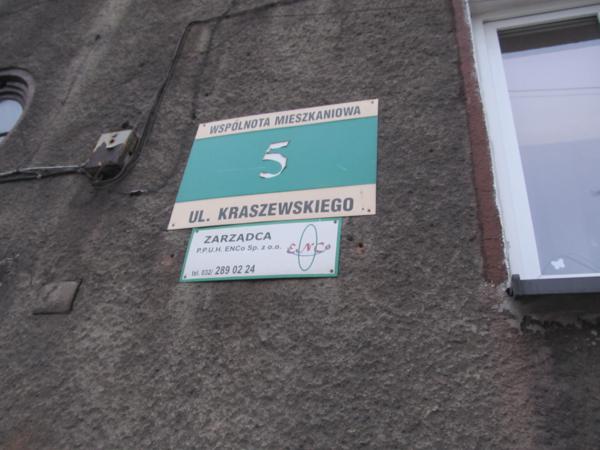 WSPÓLNOTA MIESZKANIOWA
5
UL. KRASZEWSKIEGO
ZARZĄDCA
P.P.U.H. ENCo Sp. z o.o.
ENCo
tel. 032/ 289 02 24